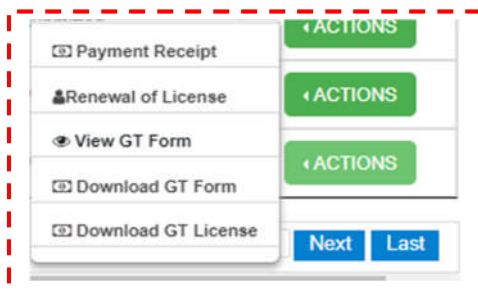 Payment Receipt
Renewal of License
View GT Form
Download GT Form
Download GT License
ACTIONS
ACTIONS
ACTIONS
Next Last